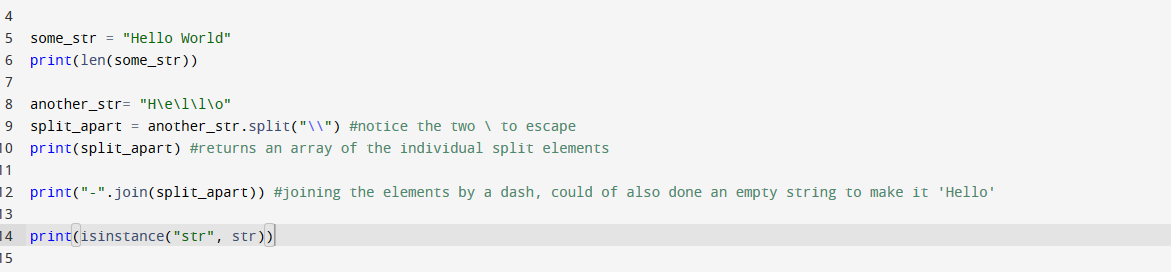 4
5 some_str = "Hello World"
6 print(len(some_str))
7
8 another_str= "H\e\l\l\o"
9 split_apart = another_str.split("\\") #notice the two \ to escape
10 print(split_apart) #returns an array of the individual split elements
11
12 print("-".join(split_apart)) #joining the elements by a dash, could of also done an empty string to make it 'Hello'
13
14 print(isinstance("str", str))
15